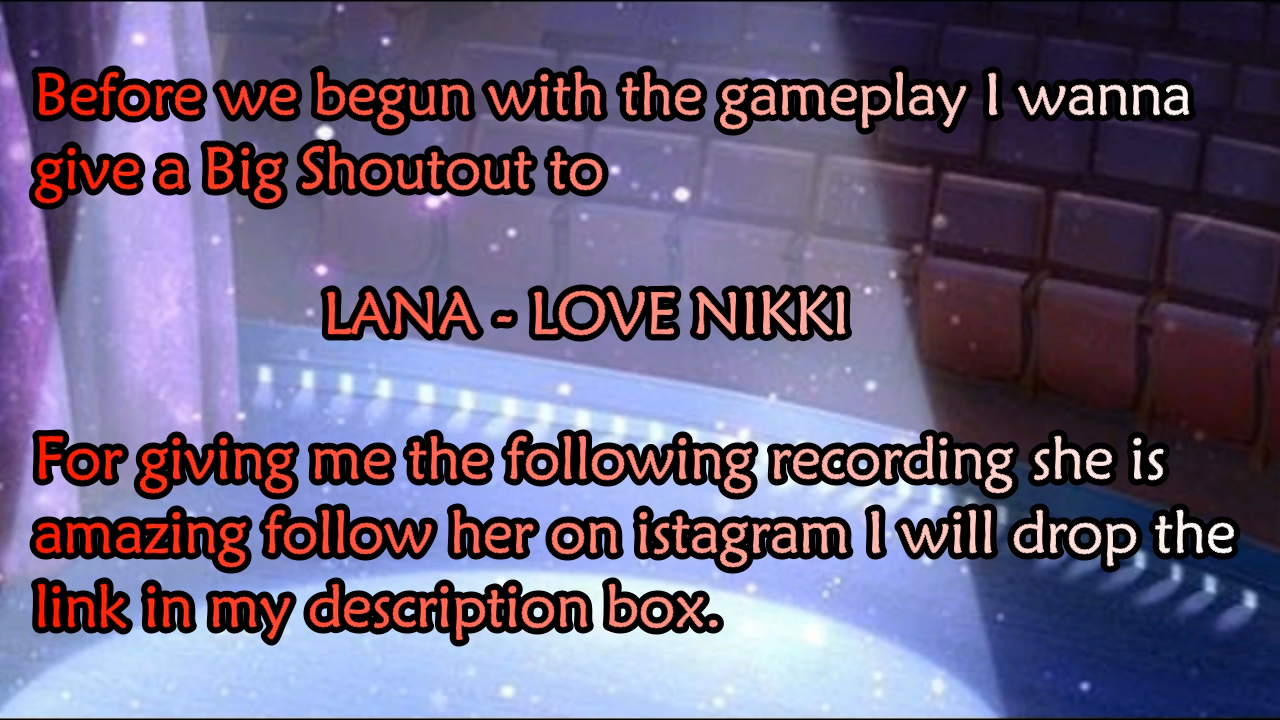 Before we begun with the gameplay I wanna
give a Big Shoutout to
LANA - LOVE NIKKI
For giving me the following recording she is
amazing follow her on istagram I will drop the
link in my description box.